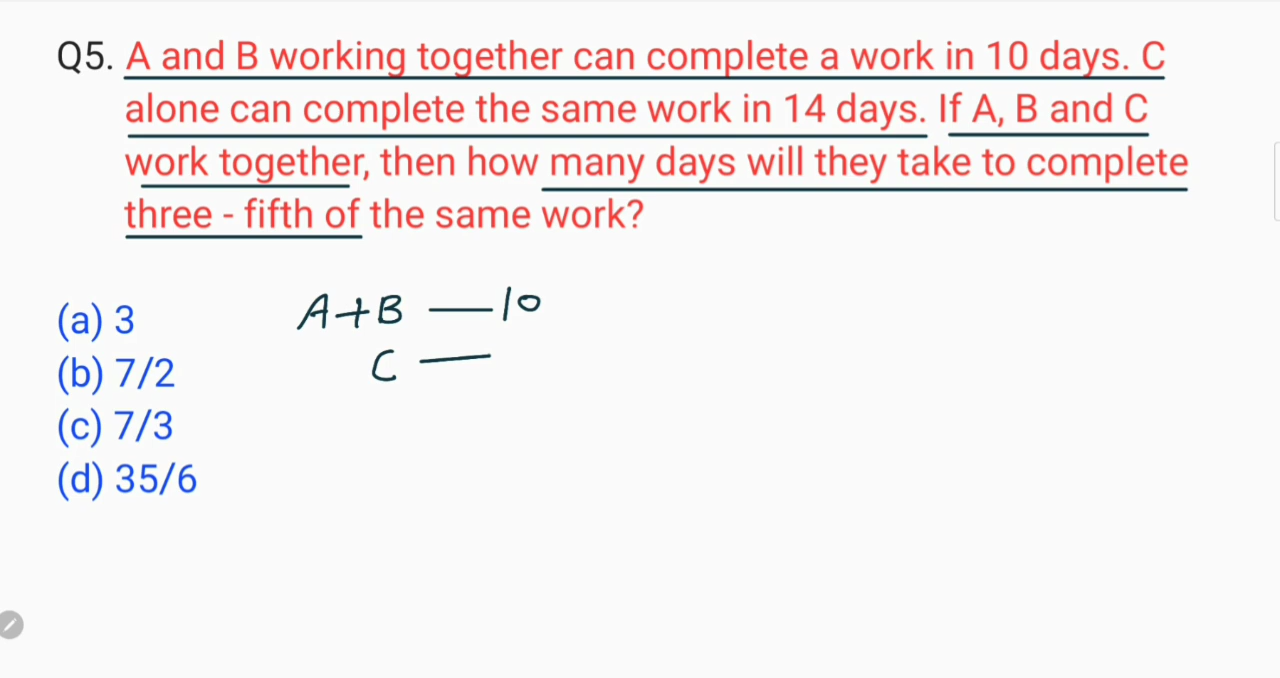 Q5. A and B working together can complete a work in 10 days. C
alone can complete the same work in 14 days. If A, B and C
work together, then how many days will they take to complete
three - fifth of the same work?
(a) 3
(b) 7/2
(c) 7/3
(d) 35/6
A+B — 10
C —